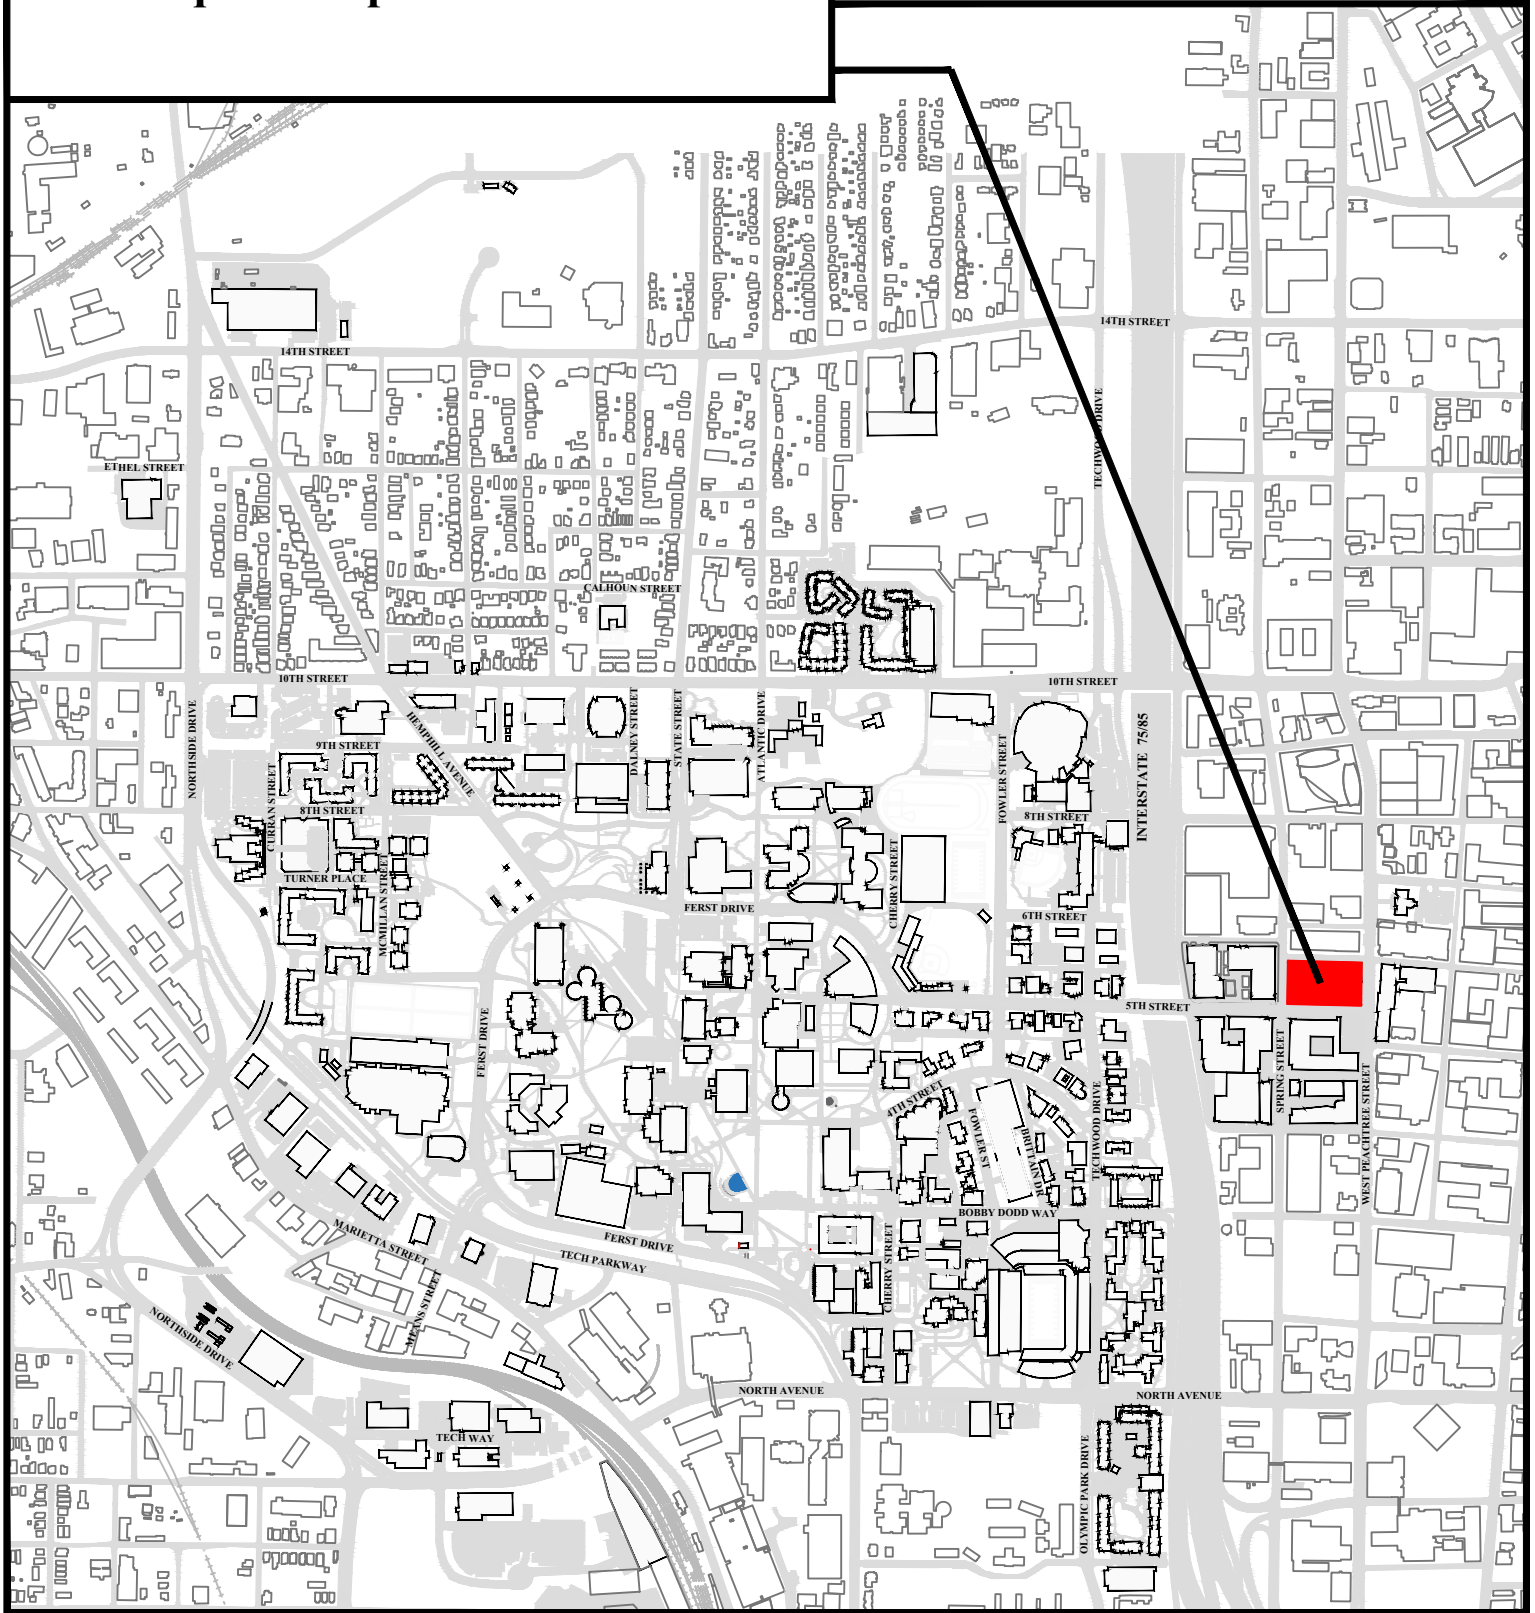 14TH STREET
14TH STREET
TECHWOOD DRIVE
ETHEL STREET
CALHOUN STREET
10TH STREET
10TH STREET
NORTHSIDE DRIVE
HEMPHILL AVENUE
DALNEY STREET
STATE STREET
ATLANTIC DRIVE
9TH STREET
FOWLER STREET
INTERSTATE 75/85
CURRAN STREET
8TH STREET
8TH STREET
TURNER PLACE
MCMILLAN STREET
CHERRY STREET
FERST DRIVE
6TH STREET
5TH STREET
FERST DRIVE
SPRING STREET
WEST PEACHTREE STREET
4TH STREET
FOWLER ST
BRITTAIN DR
TECHWOOD DRIVE
BOBBY DODD WAY
MARIETTA STREET
FERST DRIVE
TECH PARKWAY
CHERRY STREET
MEANS STREET
NORTHSIDE DRIVE
NORTH AVENUE
NORTH AVENUE
TECH WAY
OLYMPIC PARK DRIVE